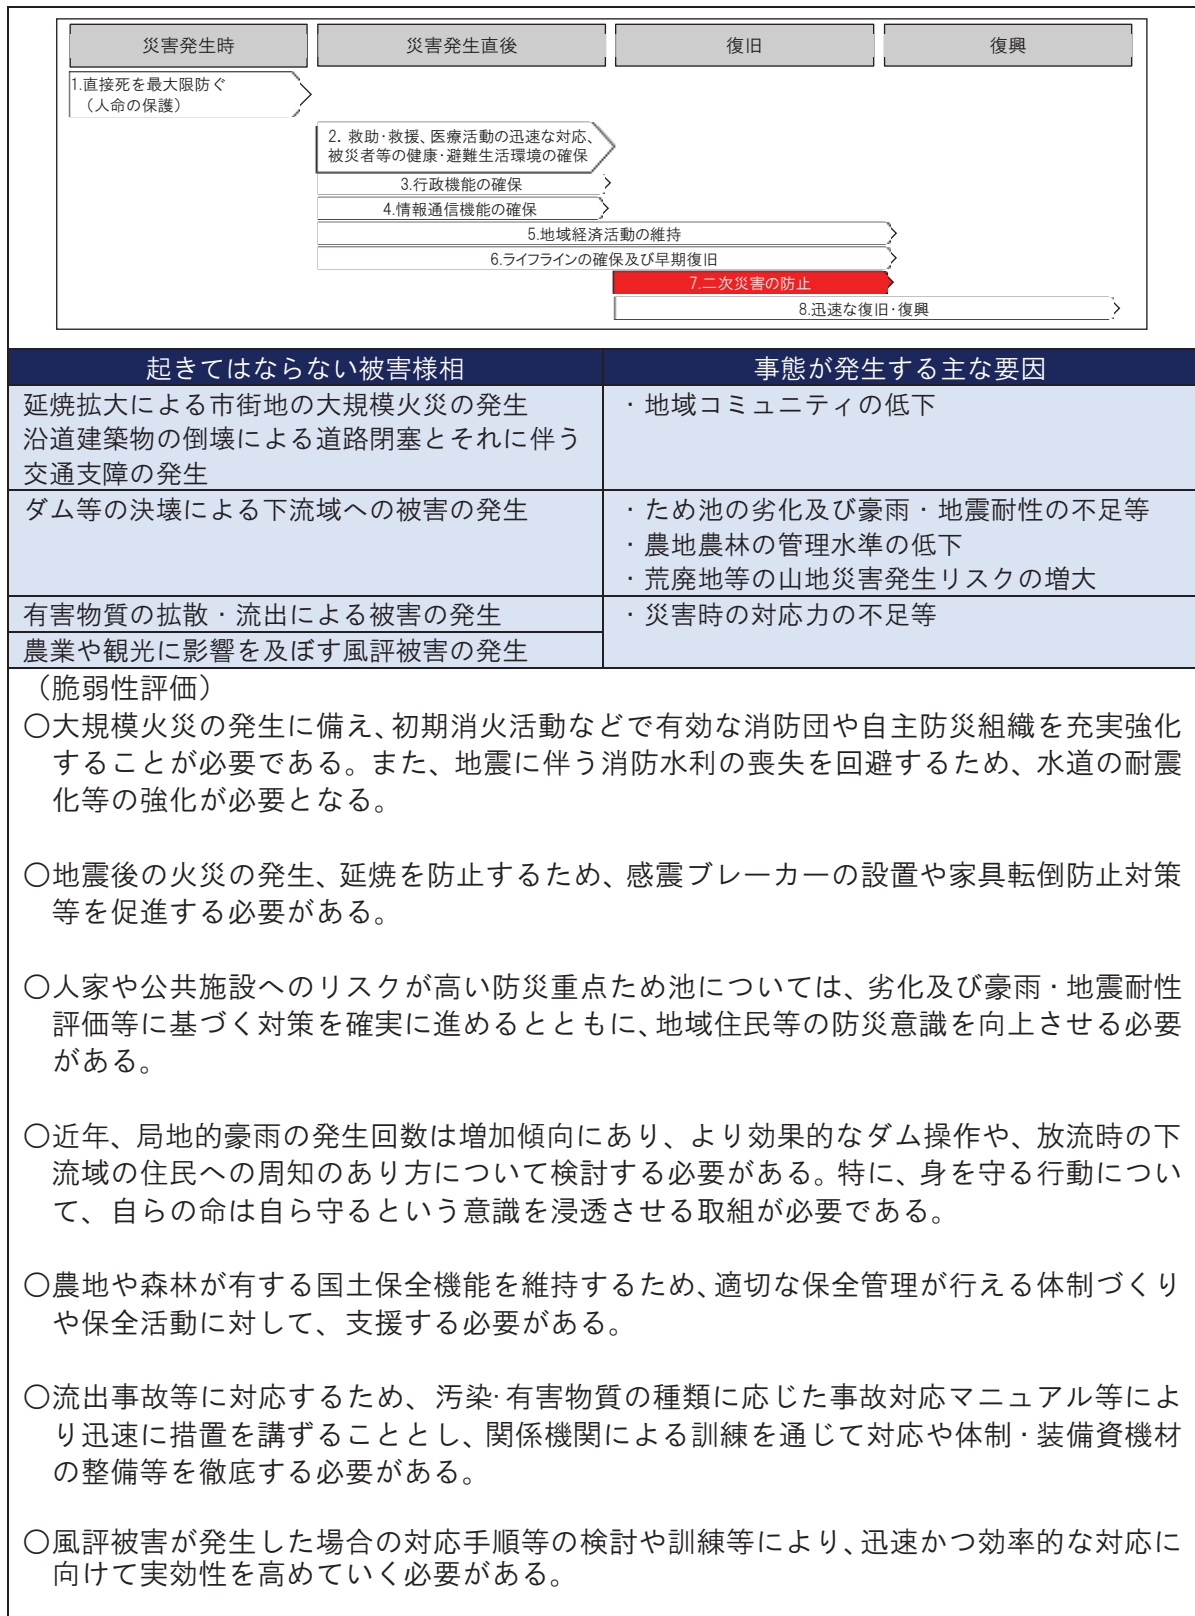 災害発生時
災害発生直後
復旧
復興
1.直接死を最大限防ぐ
（人命の保護）
2．救助·救援、医療活動の迅速な対応、
被災者等の健康·避難生活環境の確保
3.行政機能の確保
4.情報通信機能の確保
5.地域経済活動の維持
6.ライフラインの確保及び早期復旧
7.二次災害の防止
8.迅速な復旧·復興
起きてはならない被害様相
事態が発生する主な要因
延焼拡大による市街地の大規模火災の発生
沿道建築物の倒壊による道路閉塞とそれに伴う
交通支障の発生
・地域コミュニティの低下
ダム等の決壊による下流域への被害の発生
・ため池の劣化及び豪雨・地震耐性の不足等
・農地農林の管理水準の低下
・荒廃地等の山地災害発生リスクの増大
有害物質の拡散・流出による被害の発生
・災害時の対応力の不足等
農業や観光に影響を及ぼす風評被害の発生
（脆弱性評価）
〇大規模火災の発生に備え、初期消火活動などで有効な消防団や自主防災組織を充実強化
することが必要である。また、地震に伴う消防水利の喪失を回避するため、水道の耐震
化等の強化が必要となる。
〇地震後の火災の発生、延焼を防止するため、感震ブレーカーの設置や家具転倒防止対策
等を促進する必要がある。
〇人家や公共施設へのリスクが高い防災重点ため池については、劣化及び豪雨・地震耐性
評価等に基づく対策を確実に進めるとともに、地域住民等の防災意識を向上させる必要
がある。
〇近年、局地的豪雨の発生回数は増加傾向にあり、より効果的なダム操作や、放流時の下
流域の住民への周知のあり方について検討する必要がある。特に、身を守る行動につい
て、自らの命は自ら守るという意識を浸透させる取組が必要である。
〇農地や森林が有する国土保全機能を維持するため、適切な保全管理が行える体制づくり
や保全活動に対して、支援する必要がある。
〇流出事故等に対応するため、汚染·有害物質の種類に応じた事故対応マニュアル等によ
り迅速に措置を講ずることとし、関係機関による訓練を通じて対応や体制・装備資機材
の整備等を徹底する必要がある。
〇風評被害が発生した場合の対応手順等の検討や訓練等により、迅速かつ効率的な対応に
向けて実効性を高めていく必要がある。